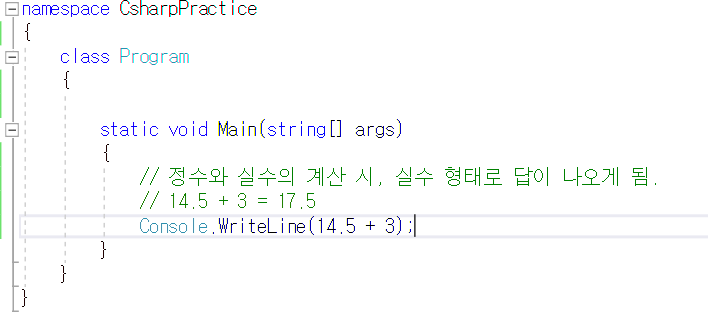 namespace CsharpPractice
{
class Program
{
static void Main(string[] args)
{
// 정수와 실수의 계산 시, 실수 형태로 답이 나오게 됨.
// 14.5 + 3 = 17.5
Console.WriteLine(14.5 + 3);
}
}
}